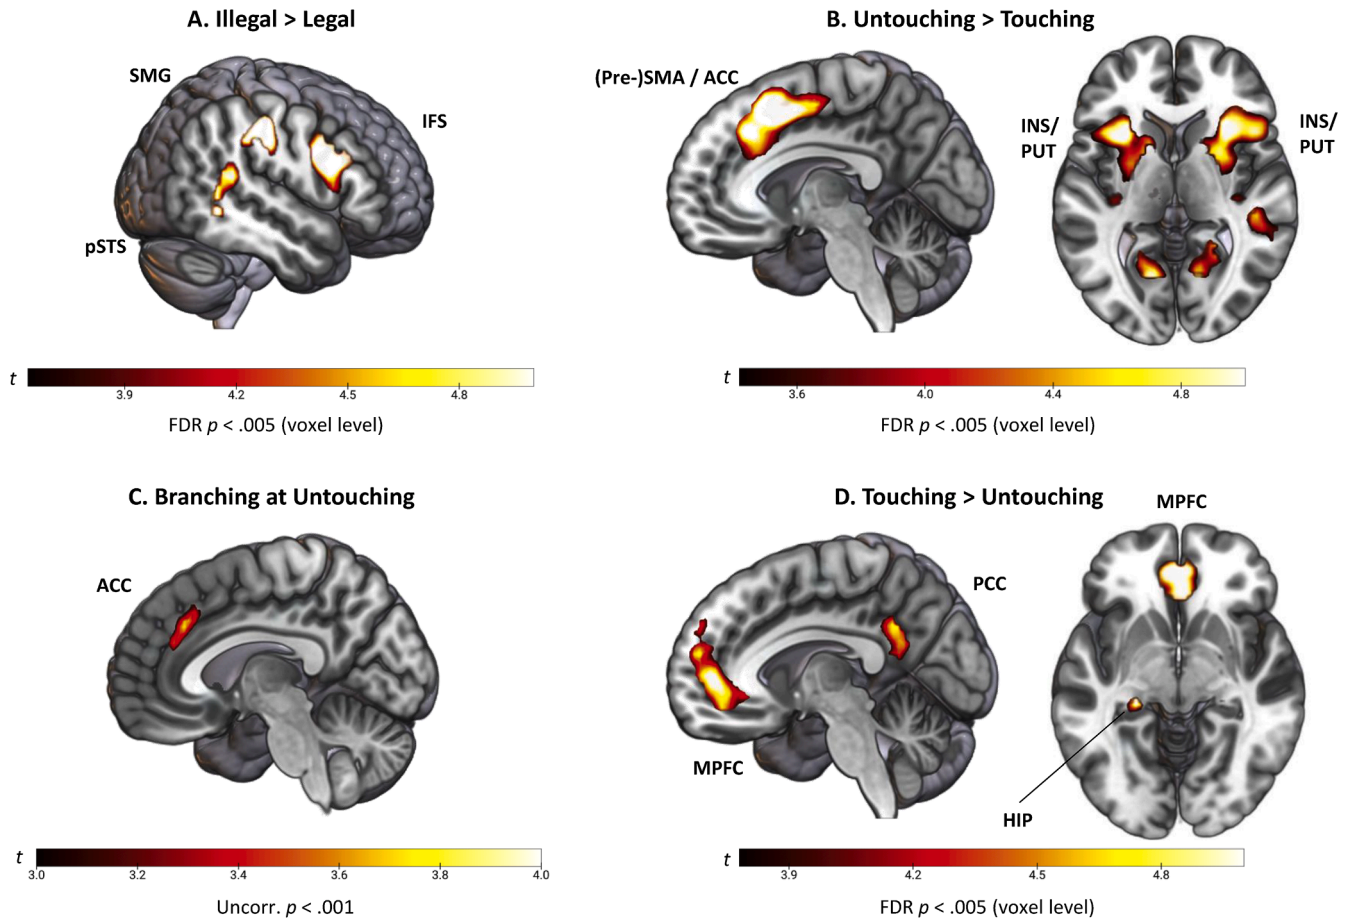 A. Illegal > Legal
SMG
IFS
pSTS
t
3.9 4.2 4.5 4.8
FDR p < .005 (voxel level)
B. Untouching > Touching
(Pre-)SMA / ACC
INS/
PUT
INS/
PUT
t
3.6 4.0 4.4 4.8
FDR p < .005 (voxel level)
C. Branching at Untouching
ACC
t
3.0 3.2 3.4 3.6 3.8 4.0
Uncorr. p < .001
D. Touching > Untouching
MPFC
PCC
MPFC
HIP
t
3.9 4.2 4.5 4.8
FDR p < .005 (voxel level)